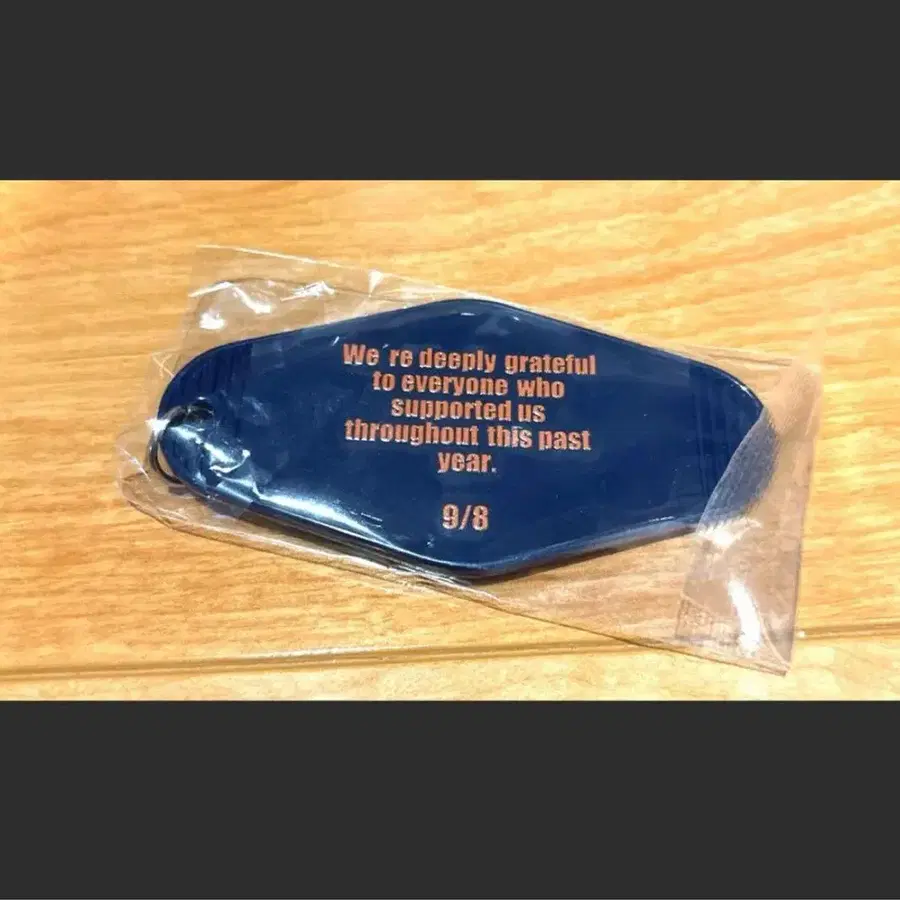 We re deeply grateful
to everyone who
supported us
throughout this past
year.
9/8